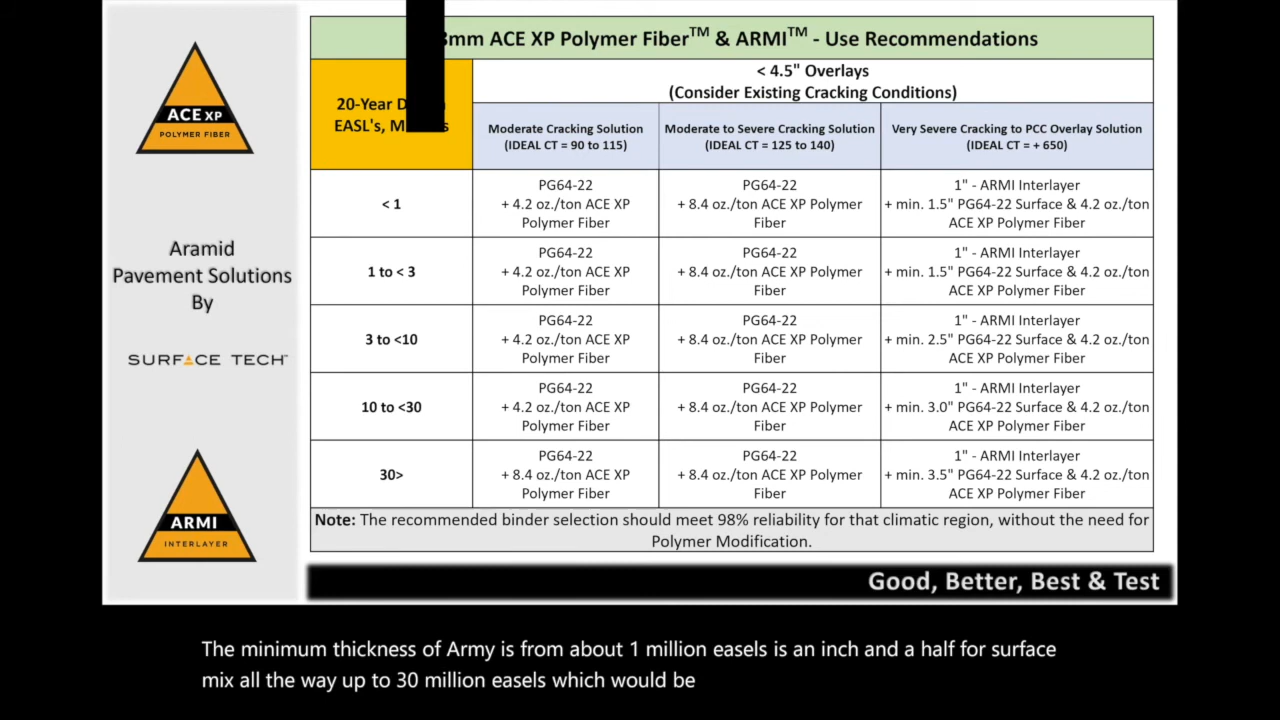 3mm ACE XP Polymer Fiber™ & ARMI™ - Use Recommendations
20-Year
EASL's,
< 4.5" Overlays
(Consider Existing Cracking Conditions)
Moderate Cracking Solution
(IDEAL CT = 90 to 115)
Moderate to Severe Cracking Solution
(IDEAL CT = 125 to 140)
Very Severe Cracking to PCC Overlay Solution
(IDEAL CT = + 650)
< 1
PG64-22
+ 4.2 oz./ton ACE XP
Polymer Fiber
PG64-22
+ 8.4 oz./ton ACE XP Polymer
Fiber
1" - ARMI Interlayer
+ min. 1.5" PG64-22 Surface & 4.2 oz./ton
ACE XP Polymer Fiber
1 to < 3
PG64-22
+ 4.2 oz./ton ACE XP
Polymer Fiber
PG64-22
+ 8.4 oz./ton ACE XP Polymer
Fiber
1" - ARMI Interlayer
+ min. 1.5" PG64-22 Surface & 4.2 oz./ton
ACE XP Polymer Fiber
3 to <10
PG64-22
+ 4.2 oz./ton ACE XP
Polymer Fiber
PG64-22
+ 8.4 oz./ton ACE XP Polymer
Fiber
1" - ARMI Interlayer
+ min. 2.5" PG64-22 Surface & 4.2 oz./ton
ACE XP Polymer Fiber
10 to <30
PG64-22
+ 4.2 oz./ton ACE XP
Polymer Fiber
PG64-22
+ 8.4 oz./ton ACE XP Polymer
Fiber
1" - ARMI Interlayer
+ min. 3.0" PG64-22 Surface & 4.2 oz./ton
ACE XP Polymer Fiber
30>
PG64-22
+ 8.4 oz./ton ACE XP
Polymer Fiber
PG64-22
+ 8.4 oz./ton ACE XP Polymer
Fiber
1" - ARMI Interlayer
+ min. 3.5" PG64-22 Surface & 4.2 oz./ton
ACE XP Polymer Fiber
Note: The recommended binder selection should meet 98% reliability for that climatic region, without the need for
Polymer Modification.
ACE XP
POLYMER FIBER
Aramid
Pavement Solutions
By
SURFACE TECH
ARMI
INTERLAYER
Good, Better, Best & Test
The minimum thickness of Army is from about 1 million easels is an inch and a half for surface
mix all the way up to 30 million easels which would be